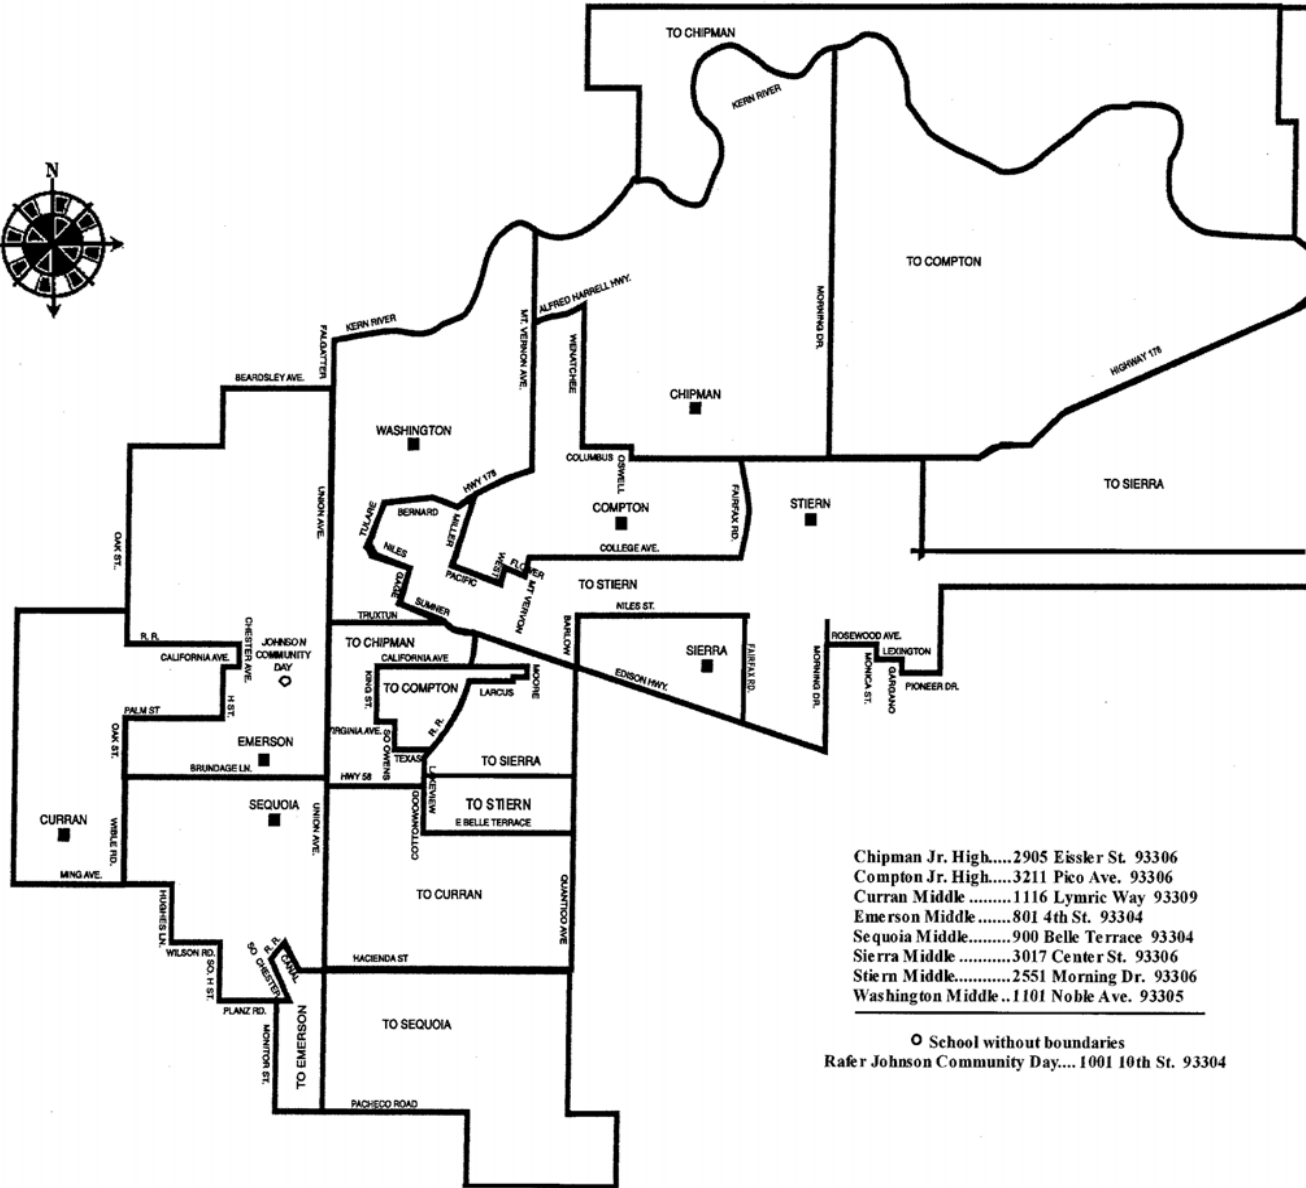 TO CHIPMAN
KERN RIVER
N
TO COMPTON
ALFRED HARRELL HWY.
MORNING DR.
MT. VERNON AVE.
KERN RIVER
FALGATTER
WENATCHEE
HIGHWAY 178
BEARDSLEY AVE.
CHIPMAN
WASHINGTON
COLUMBUS
OSWELL
HWY 178
TO SIERRA
UNION AVE.
TULARE
BERNARD
MILLER
COMPTON
FAIRFAX RD.
STIERN
OAK ST..
NILES
COLLEGE AVE.
WEST
FLOWER
PACIFIC
GAGE
TO STIERN
MT VERVON
SUMNER
NILES ST.
TRUXTUN
BARLOW
R. R.
CHESTER AVE.
JOHNSON
COMMUNITY
DAY
TO CHIPMAN
ROSEWOOD AVE.
LEXINGTON
CALIFORNIA AVE.
CALIFORNIA AVE
SIERRA
FAIRFAX RD.
MORNING DR.
MONICA ST.
GARGANO
PIONEER DR.
KING ST.
TO COMPTON
LARCUS
MOORE
EDISON HWY.
H ST.
PALM ST
OAK ST.
VIRGINIA AVE.
SO OWENS
R. R.
EMERSON
TEXAS
TO SIERRA
BRUNDAGE LN.
HWY 58
LAKEVIEW
SEQUOIA
UNION AVE.
COTTONWOOD
TO STIERN
E BELLE TERRACE
CURRAN
WIBLE RD.
MING AVE.
TO CURRAN
QUANTICO AVE
HUGHES LN.
WILSON RD.
SO. H ST.
SO CHESTER
R. R.
CANAL
HACIENDA ST
PLANZ RD.
MONITOR ST.
TO EMERSON
TO SEQUOIA
PACHECO ROAD
Chipman Jr. High.....2905 Eissler St. 93306
Compton Jr. High.....3211 Pico Ave. 93306
Curran Middle .........1116 Lymric Way 93309
Emerson Middle.......801 4th St. 93304
Sequoia Middle.........900 Belle Terrace 93304
Sierra Middle ...........3017 Center St. 93306
Stiern Middle............2551 Morning Dr. 93306
Washington Middle..1101 Noble Ave. 93305
School without boundaries
Rafer Johnson Community Day.... 1001 10th St. 93304